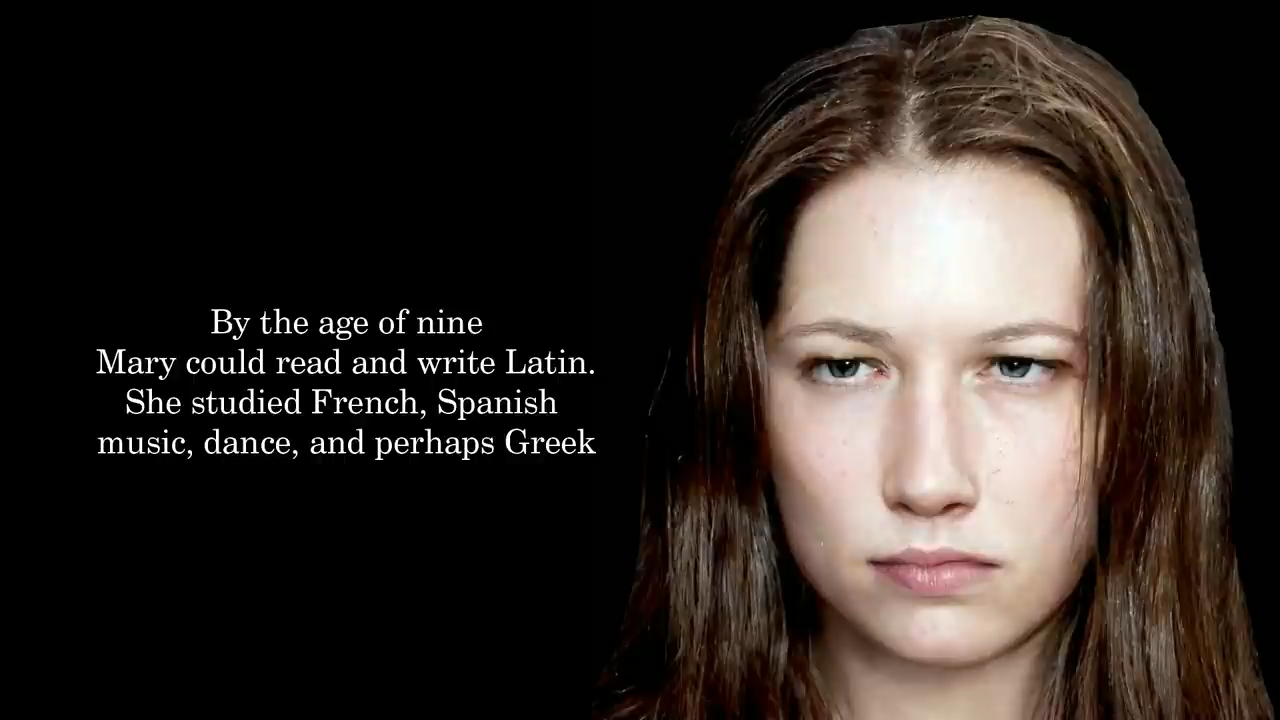 By the age of nine
Mary could read and write Latin.
She studied French, Spanish
music, dance, and perhaps Greek